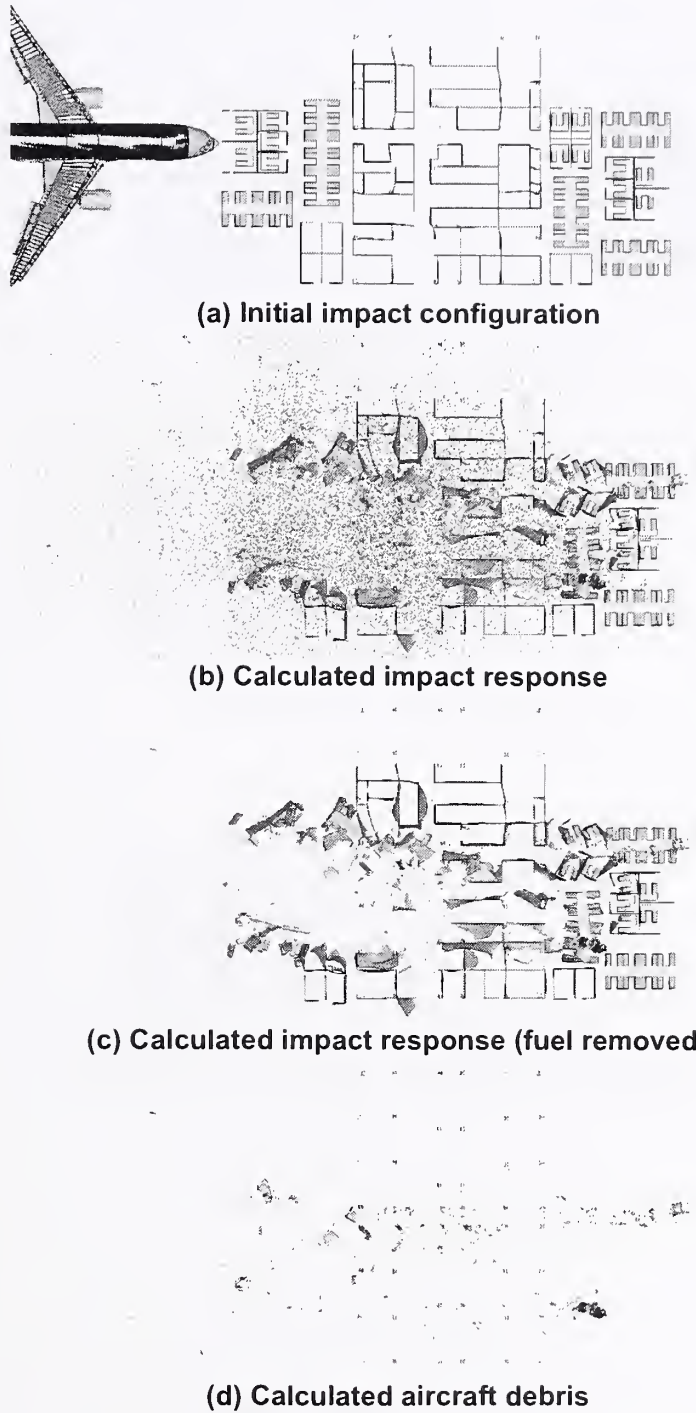 (a) Initial impact configuration
(b) Calculated impact response
(c) Calculated impact response (fuel removed
(d) Calculated aircraft debris